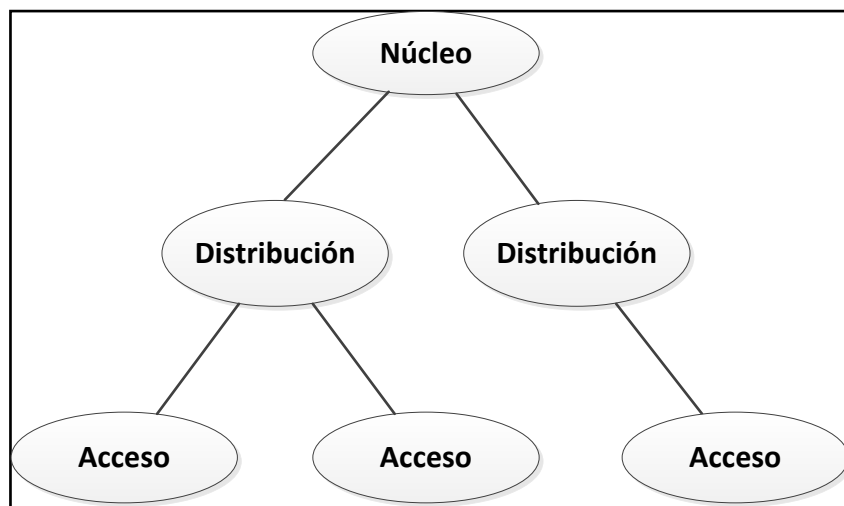 Núcleo
Distribución
Distribución
Acceso
Acceso
Acceso